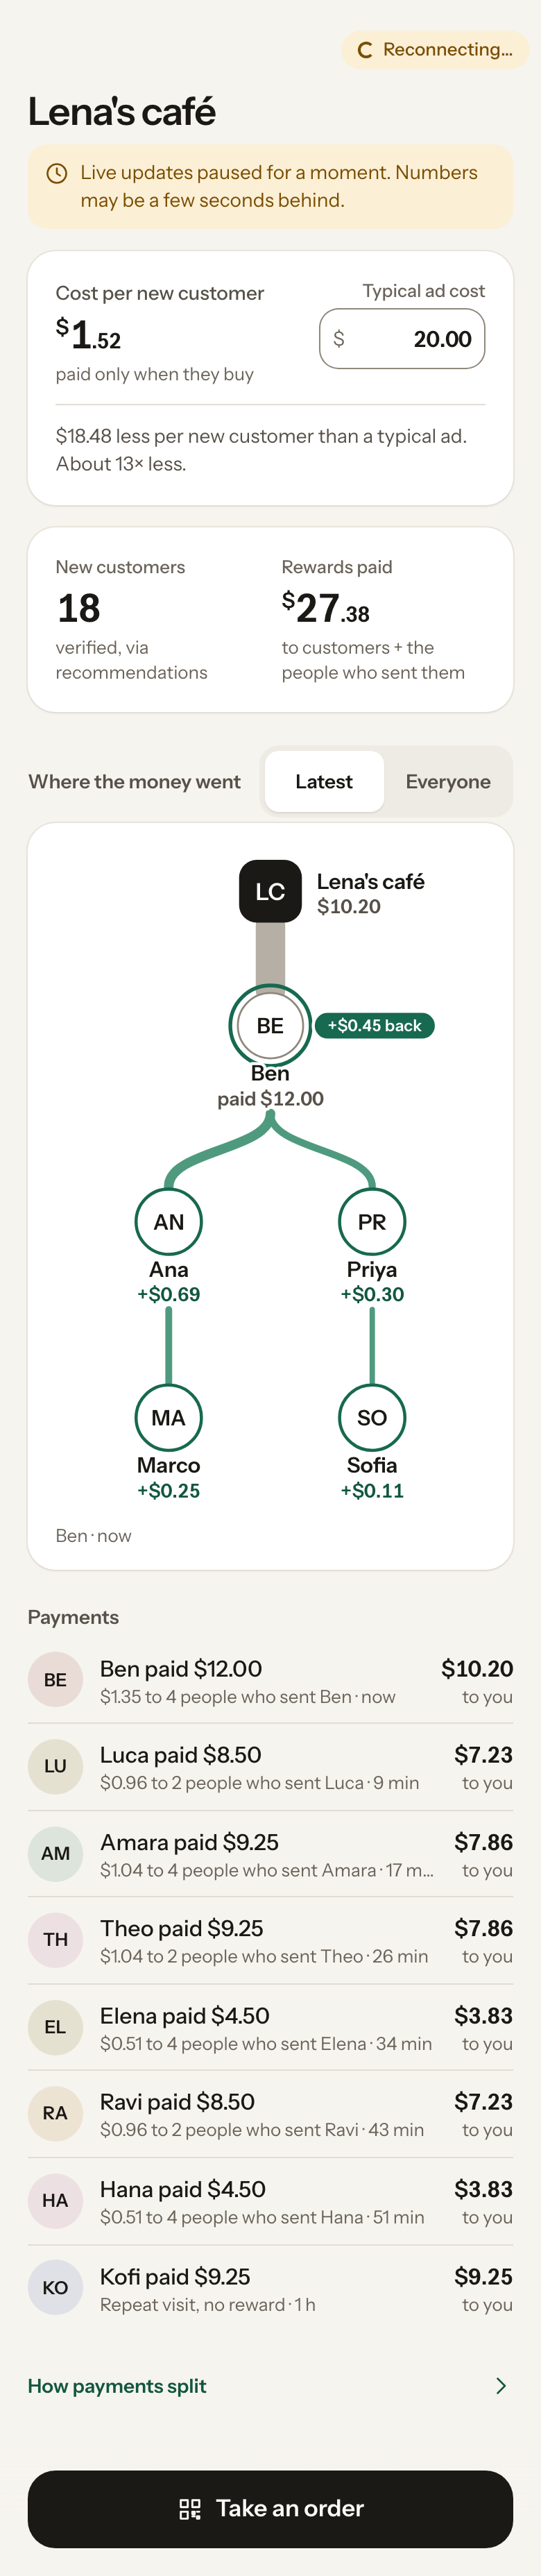 Reconnecting...
Lena's café
Live updates paused for a moment. Numbers
may be a few seconds behind.
Cost per new customer
$1.52
paid only when they buy
Typical ad cost
$ 20.00
$18.48 less per new customer than a typical ad.
About 13× less.
New customers
18
verified, via
recommendations
Rewards paid
$27.38
to customers + the
people who sent them
Where the money went
Latest
Everyone
LC
Lena's café
$10.20
BE
+$0.45 back
Ben
paid $12.00
AN
Ana
+$0.69
PR
Priya
+$0.30
MA
Marco
+$0.25
SO
Sofia
+$0.11
Ben · now
Payments
BE
Ben paid $12.00
$1.35 to 4 people who sent Ben · now
$10.20
to you
LU
Luca paid $8.50
$0.96 to 2 people who sent Luca · 9 min
$7.23
to you
AM
Amara paid $9.25
$1.04 to 4 people who sent Amara · 17 m...
$7.86
to you
TH
Theo paid $9.25
$1.04 to 2 people who sent Theo · 26 min
$7.86
to you
EL
Elena paid $4.50
$0.51 to 4 people who sent Elena · 34 min
$3.83
to you
RA
Ravi paid $8.50
$0.96 to 2 people who sent Ravi · 43 min
$7.23
to you
HA
Hana paid $4.50
$0.51 to 4 people who sent Hana · 51 min
$3.83
to you
KO
Kofi paid $9.25
Repeat visit, no reward · 1 h
$9.25
to you
How payments split
Take an order